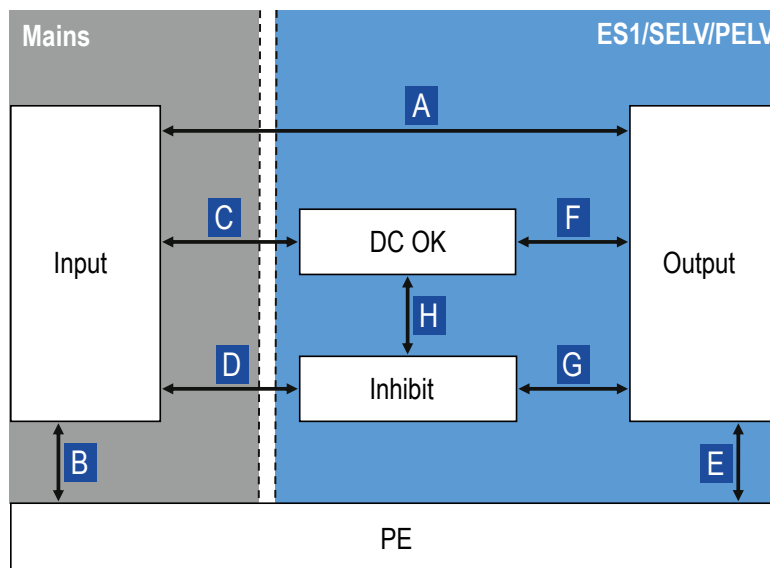 Mains
ES1/SELV/PELV
A
C
F
DC OK
Input
Output
H
D
G
Inhibit
B
E
PE